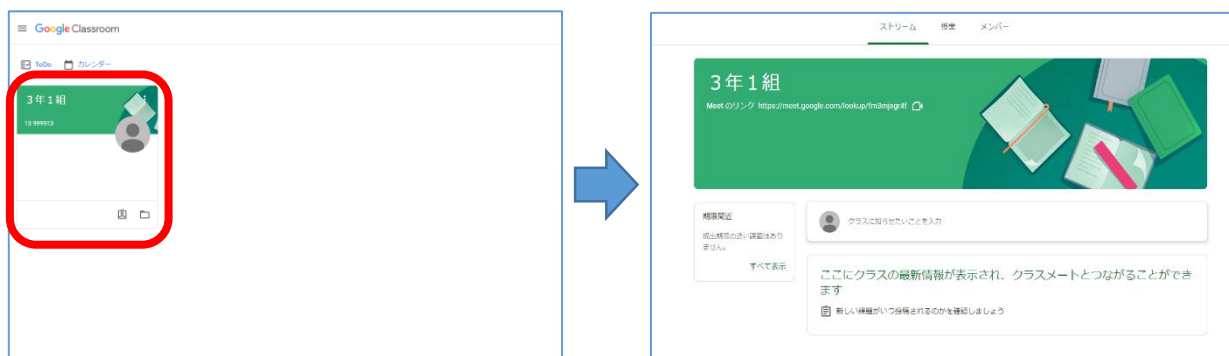 Google Classroom
ToDo カレンダー
3年1組
13 999913
ストリーム 授業 メンバー
3年1組
Meet のリンク https://meet.google.com/lookup/fm3mjxgr4f
期限間近
提出期限の近い課題はあり
ません。
すべて表示
クラスに知らせたいことを入力
ここにクラスの最新情報が表示され、クラスメートとつながることができ
ます
新しい課題がいつ投稿されるのかを確認しましょう